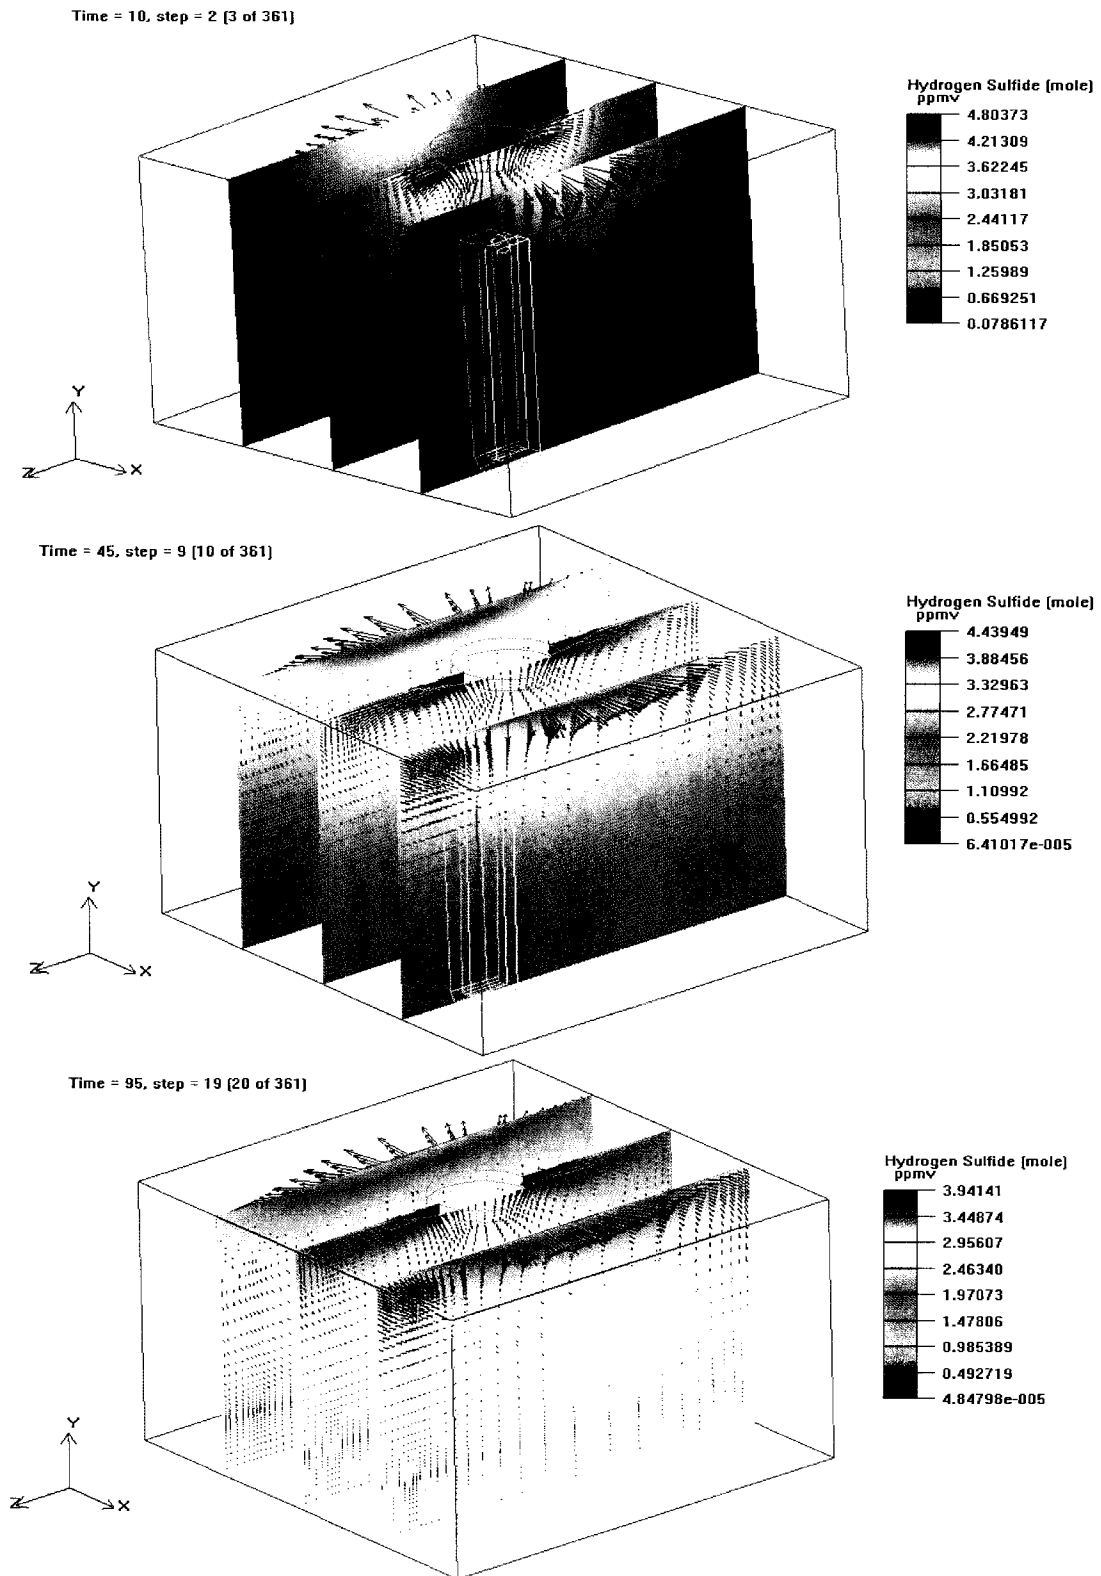 Time = 10, step = 2 (3 of 361)
Hydrogen Sulfide (mole)
ppmv
4.80373
4.21309
3.62245
3.03181
2.44117
1.85053
1.25989
0.669251
0.0786117
Y
Z
X
Time = 45, step = 9 (10 of 361)
Hydrogen Sulfide (mole)
ppmv
4.43949
3.88456
3.32963
2.77471
2.21978
1.66485
1.10992
0.554992
6.41017e-005
Y
Z
X
Time = 95, step = 19 (20 of 361)
Hydrogen Sulfide (mole)
ppmv
3.94141
3.44874
2.95607
2.46340
1.97073
1.47806
0.985389
0.492719
4.84798e-005
Y
Z
X